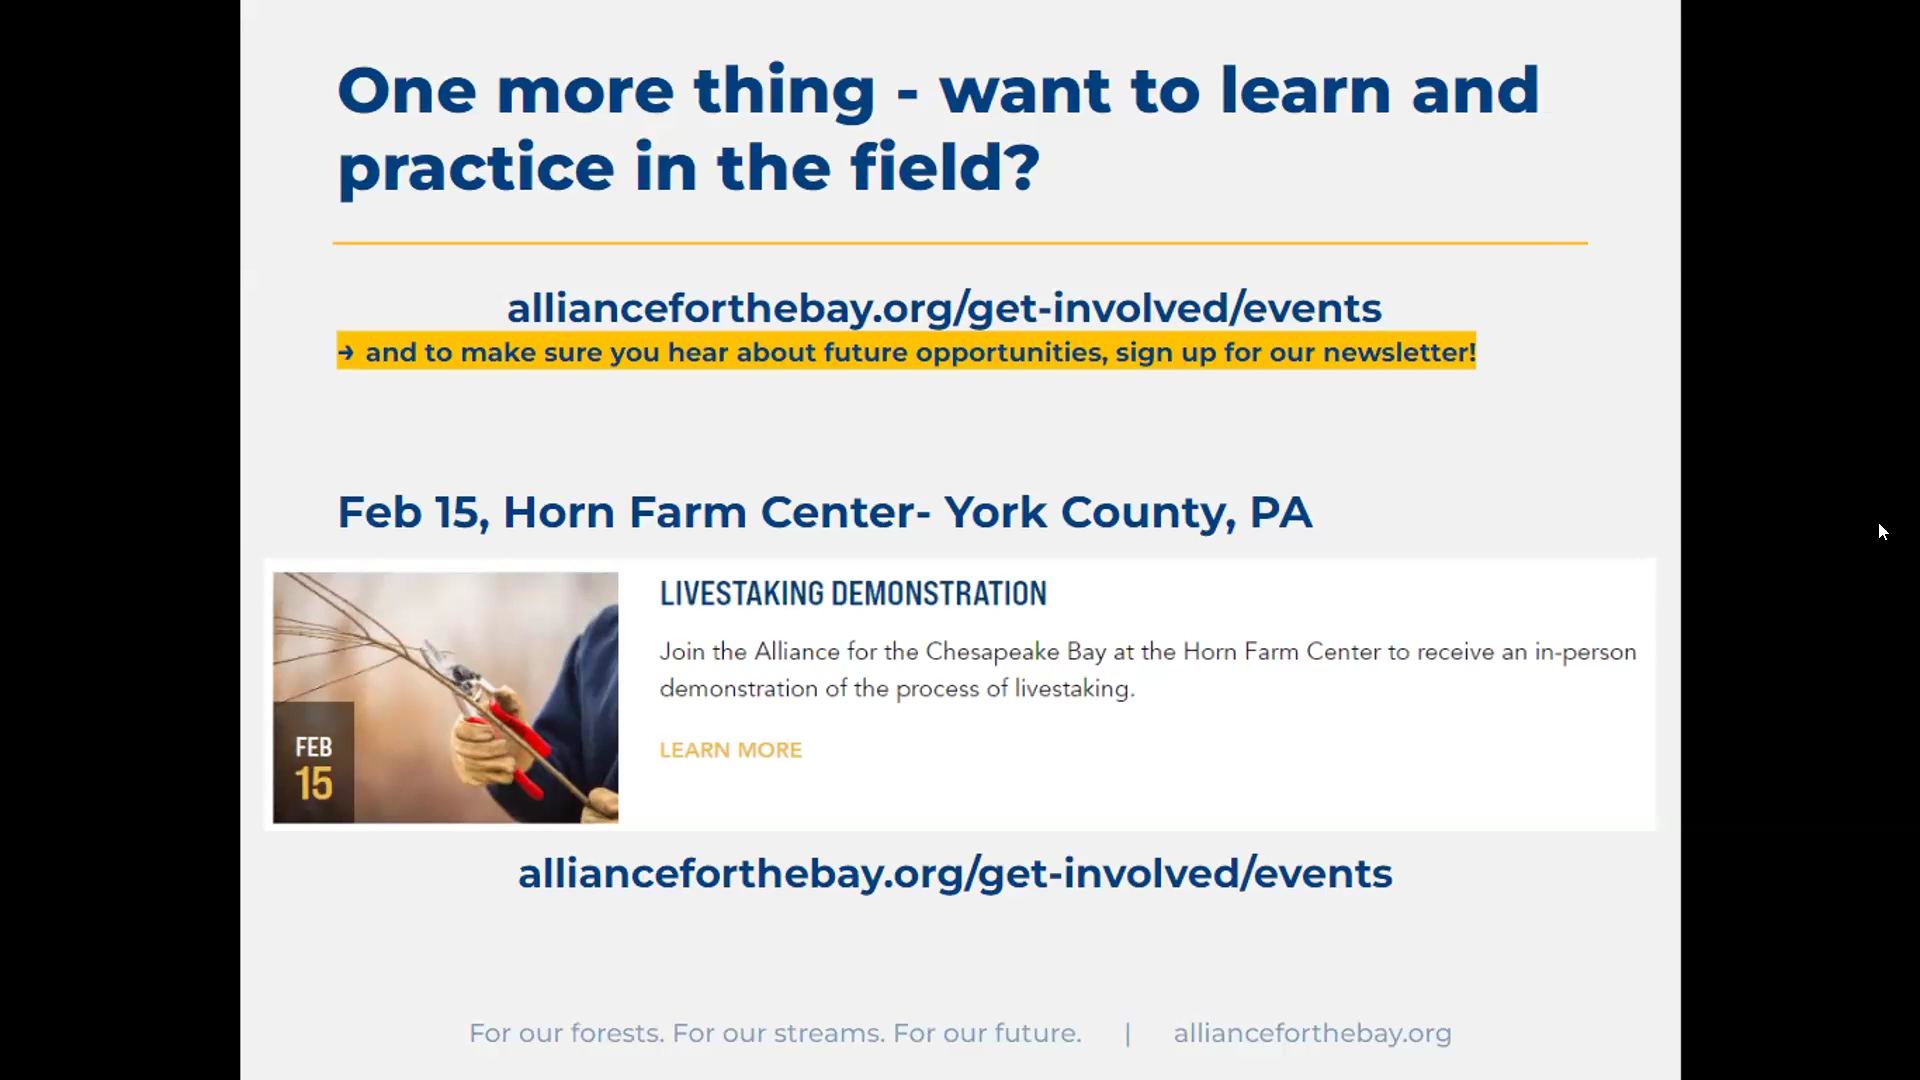 One more thing - want to learn and
practice in the field?
allianceforthebay.org/get-involved/events
→ and to make sure you hear about future opportunities, sign up for our newsletter!
Feb 15, Horn Farm Center- York County, PA
LIVESTAKING DEMONSTRATION
Join the Alliance for the Chesapeake Bay at the Horn Farm Center to receive an in-person
demonstration of the process of livestaking.
LEARN MORE
FEB
15
allianceforthebay.org/get-involved/events
For our forests. For our streams. For our future. | allianceforthebay.org